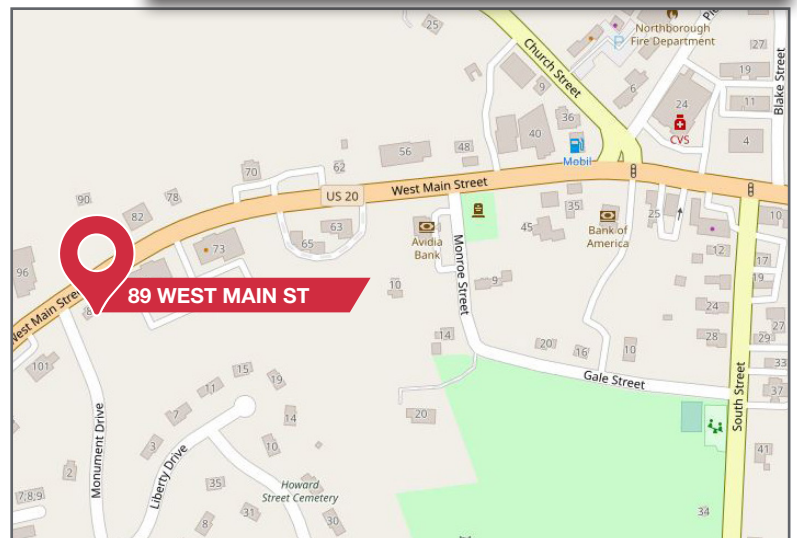 25
Church Street
Northborough
Fire Department
P
27
Blake Street
19
11
9
6
24
CVS
4
36
40
Mobil
56
48
62
70
US 20
West Main Street
90
78
82
73
63
65
Avidia
Bank
45
35
Bank of
America
25
10
12
17
19
96
89 WEST MAIN ST
West Main Street
Monroe Street
10
9
24
27
28
29
14
20
16
10
33
Gale Street
37
South Street
101
15
19
11
7
14
20
3
10
41
Monument Drive
Liberty Drive
2
35
Howard
Street Cemetery
7,8,9
31
8
30
34